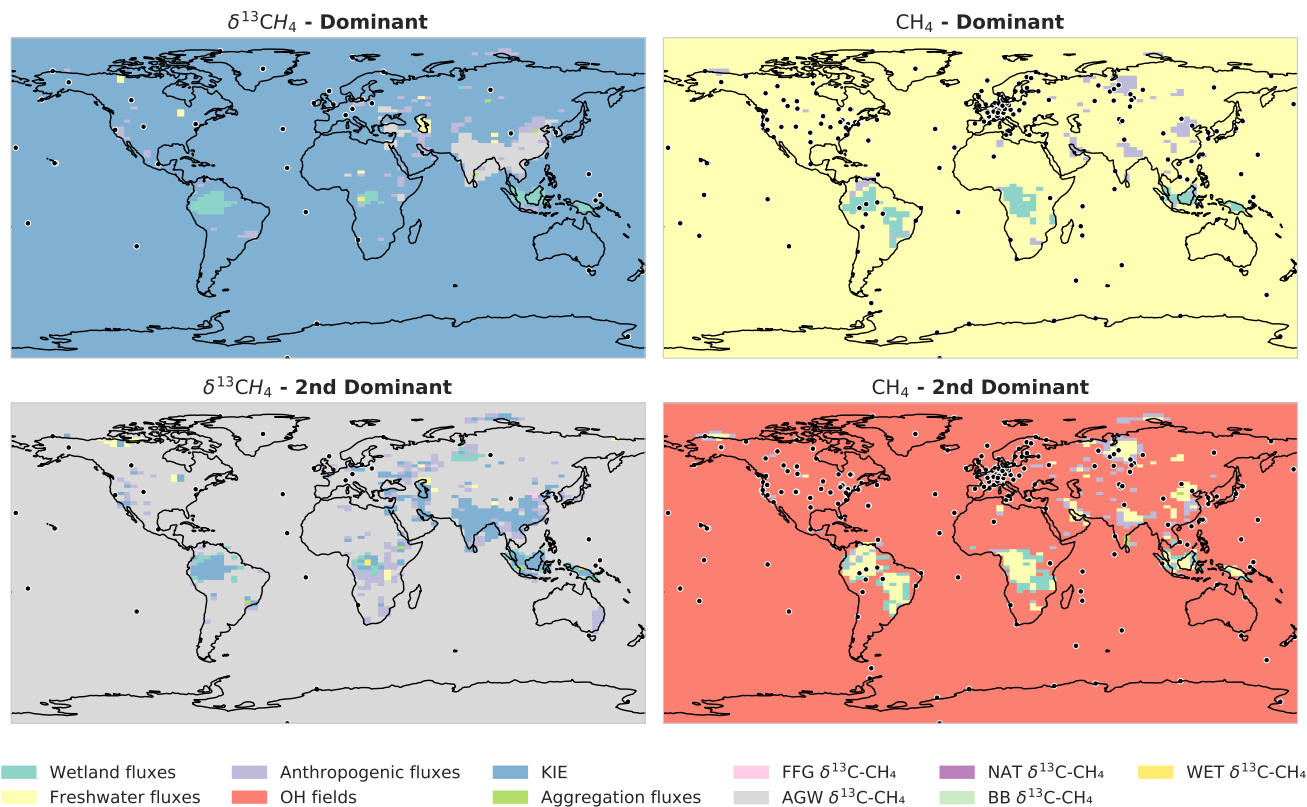 δ¹³CH₄ - Dominant
CH₄ - Dominant
δ¹³CH₄ - 2nd Dominant
CH₄ - 2nd Dominant
Wetland fluxes
Anthropogenic fluxes
KIE
FFG δ¹³C-CH₄
NAT δ¹³C-CH₄
WET δ¹³C-CH₄
Freshwater fluxes
OH fields
Aggregation fluxes
AGW δ¹³C-CH₄
BB δ¹³C-CH₄